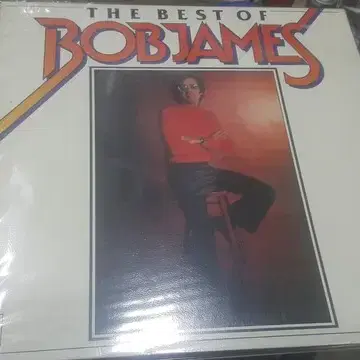 THE BEST OF
BOB JAMES